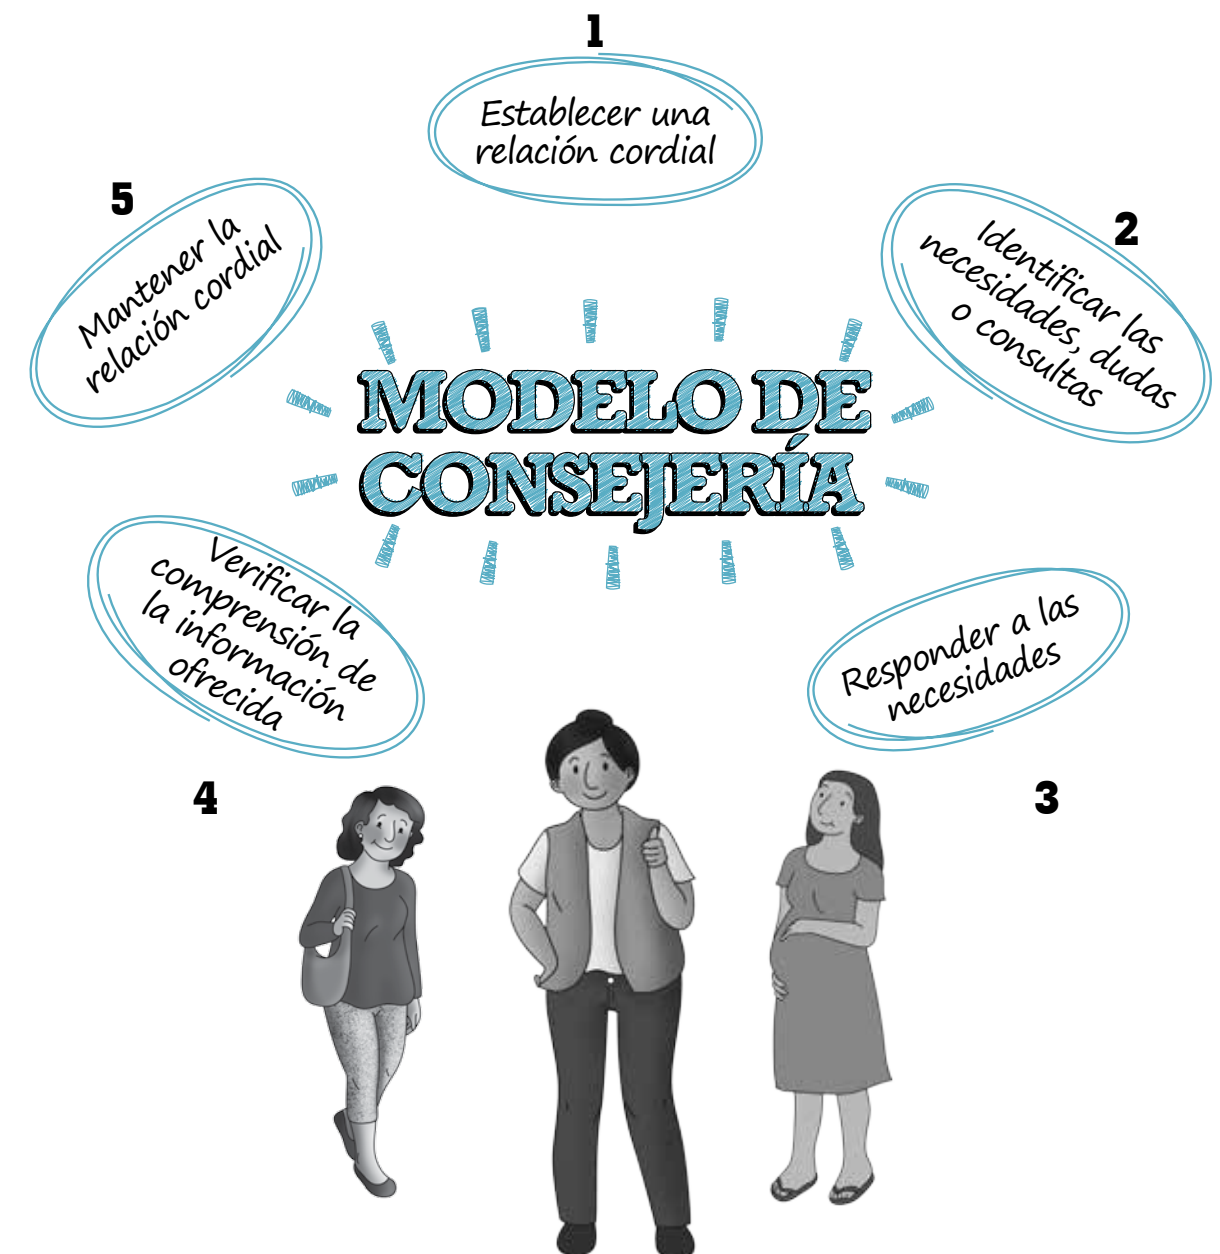 1
Establecer una
relación cordial
2
Identificar las
necesidades, dudas
o consultas
MODELO DE
CONSEJERÍA
3
Responder a las
necesidades
4
Verificar la
comprensión de
la información
ofrecida
5
Mantener la
relación cordial